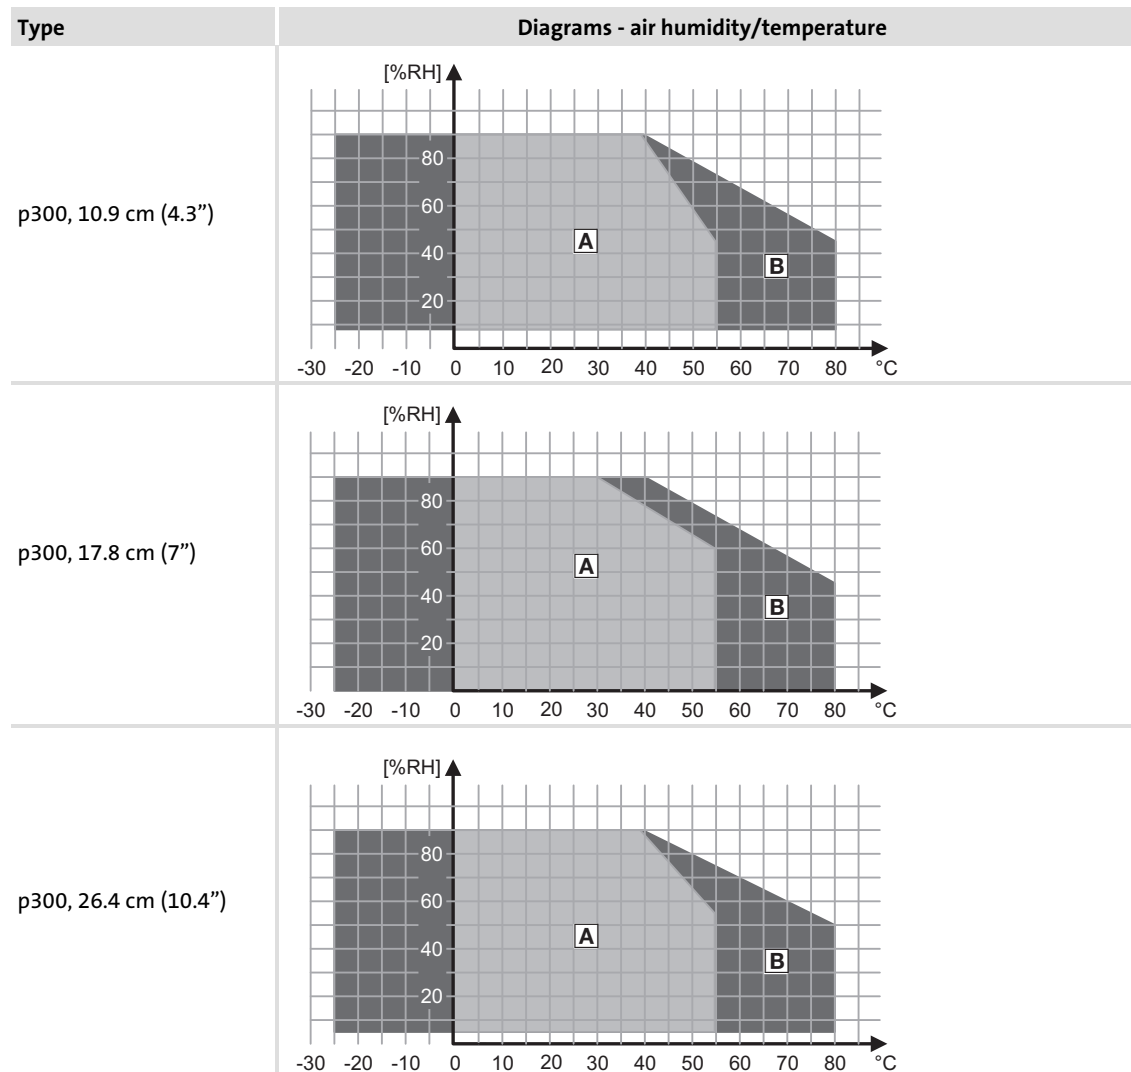 Type
Diagrams - air humidity/temperature
p300, 10.9 cm (4.3”)
[%RH]
80
60
40
20
A
B
-30 -20 -10 0 10 20 30 40 50 60 70 80 °C
p300, 17.8 cm (7”)
[%RH]
80
60
40
20
A
B
-30 -20 -10 0 10 20 30 40 50 60 70 80 °C
p300, 26.4 cm (10.4”)
[%RH]
80
60
40
20
A
B
-30 -20 -10 0 10 20 30 40 50 60 70 80 °C